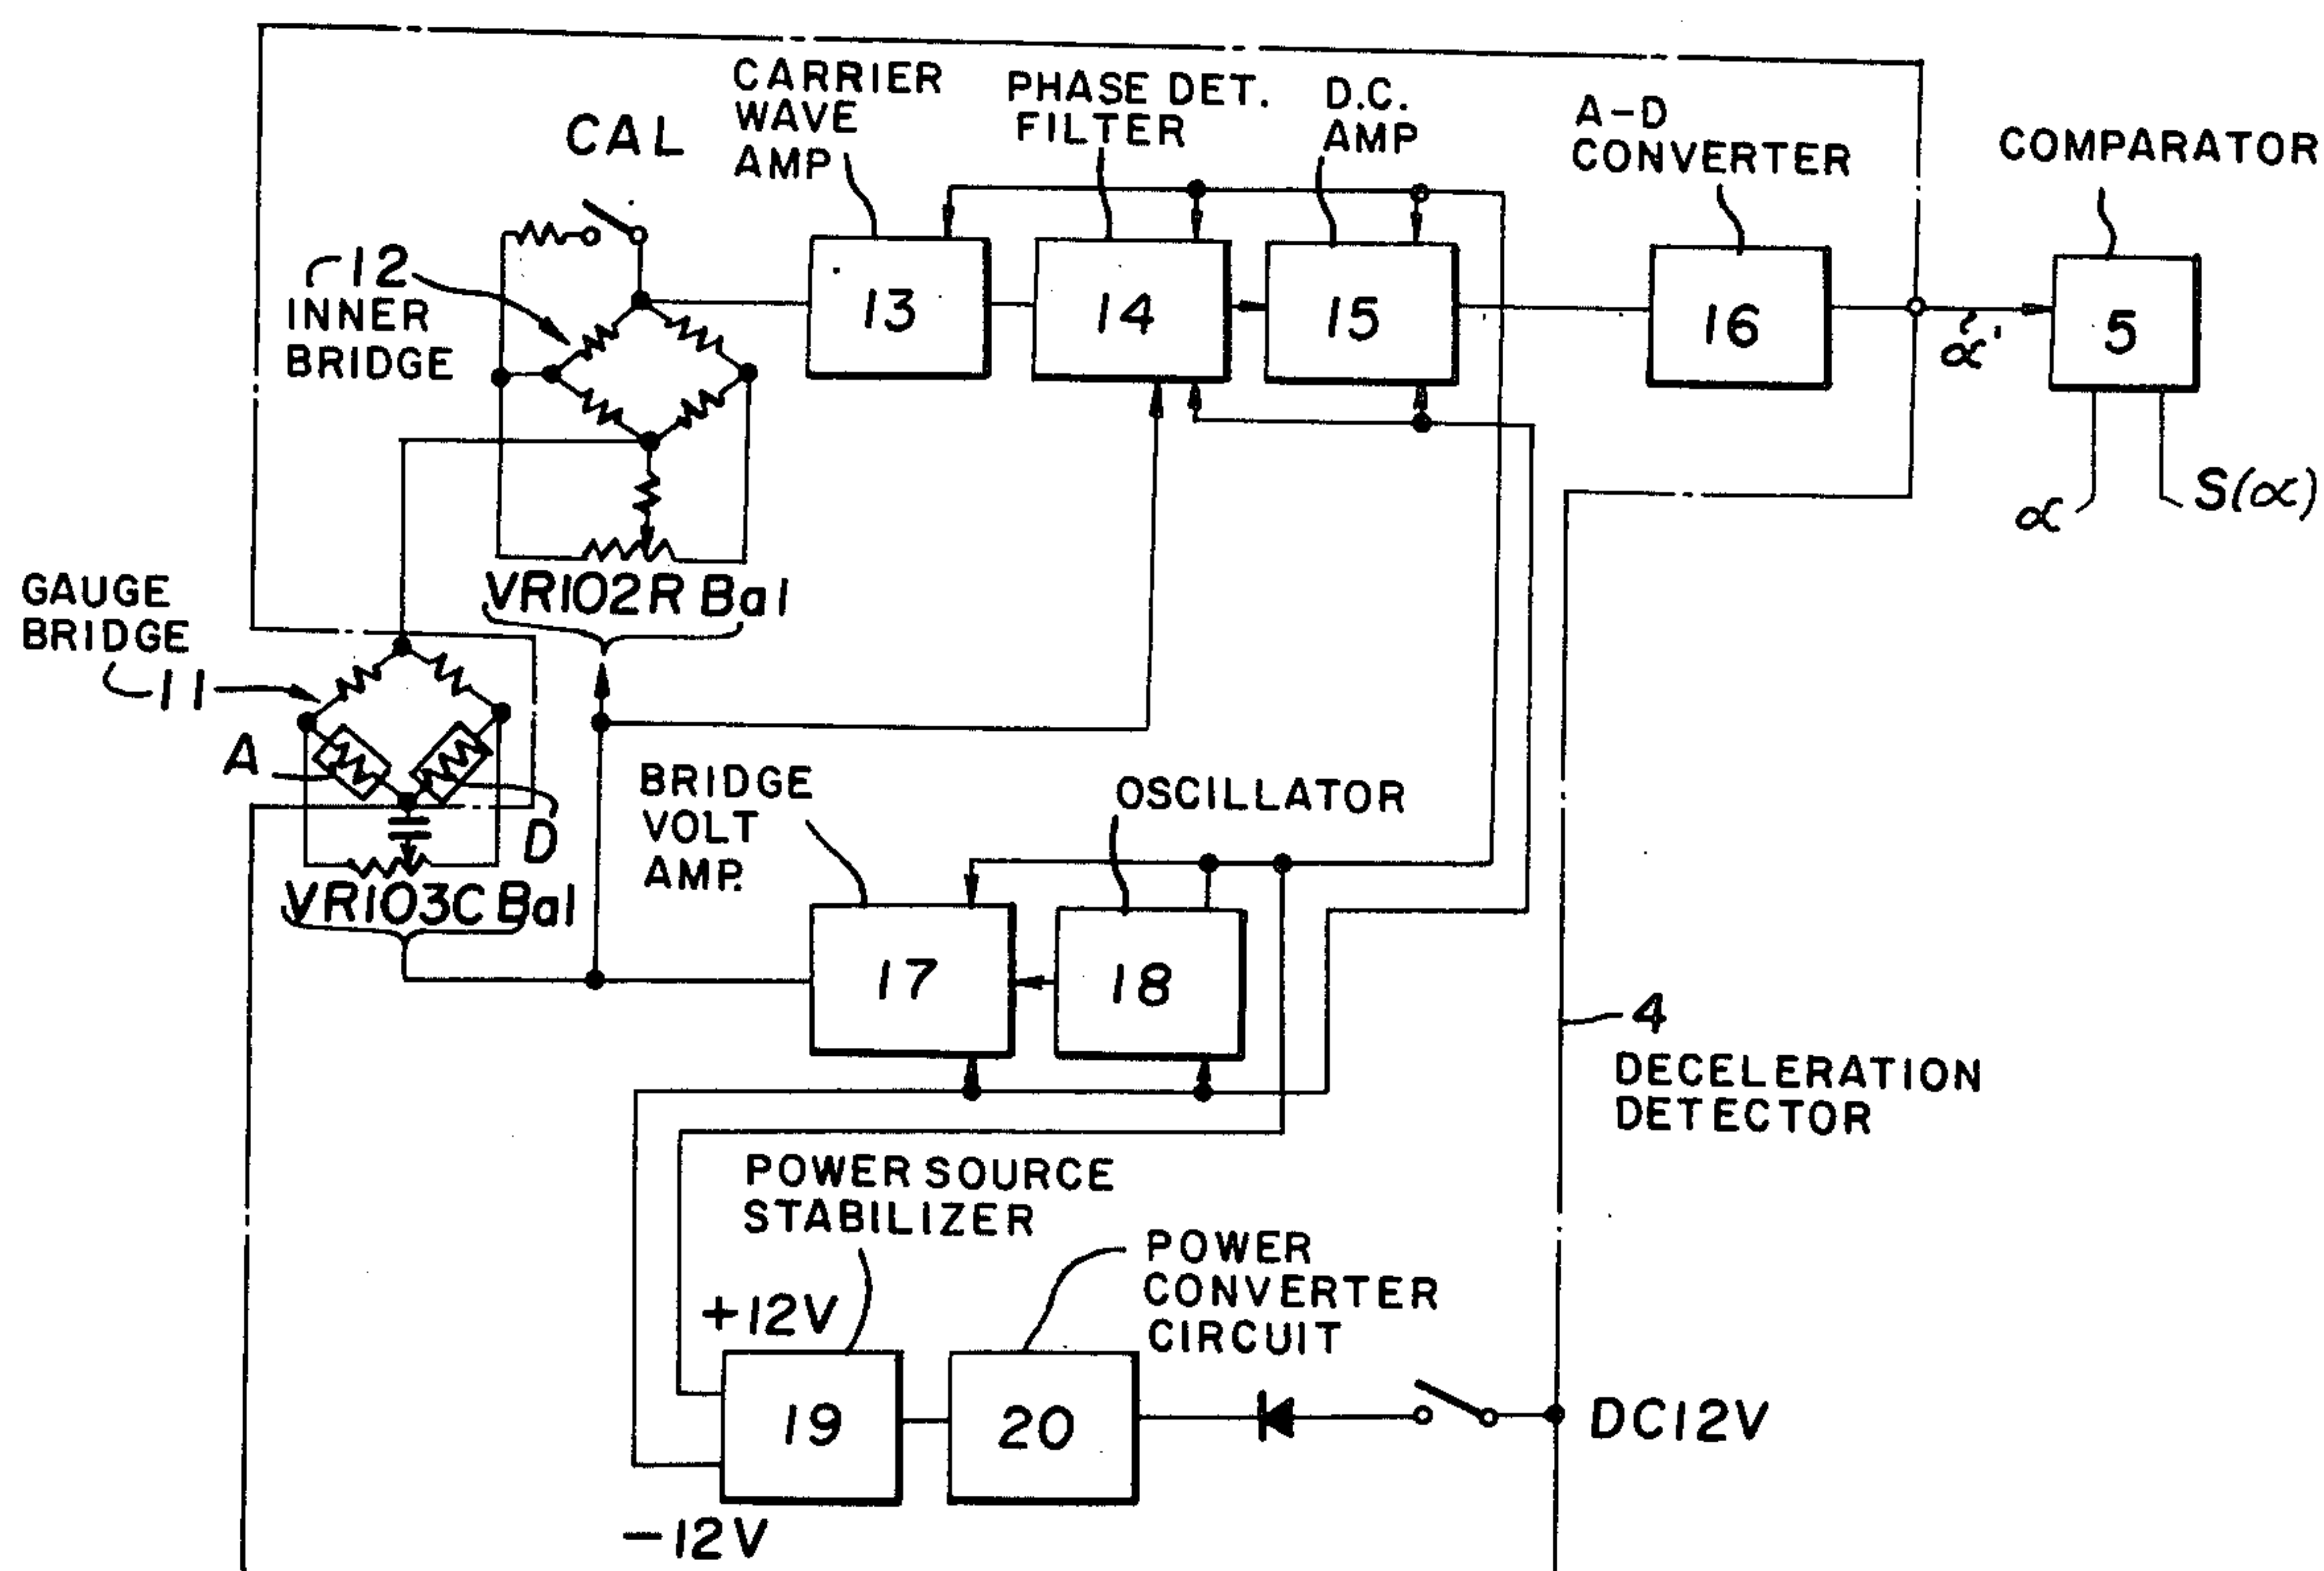 CARRIER
WAVE
AMP
PHASE DET.
FILTER
D.C.
AMP
A-D
CONVERTER
COMPARATOR
CAL
12
INNER
BRIDGE
13
14
15
16
5
α'
α
S(α)
VR102R Bal
GAUGE
BRIDGE
11
A
D
VR103C Bal
BRIDGE
VOLT
AMP.
OSCILLATOR
17
18
4
DECELERATION
DETECTOR
POWER SOURCE
STABILIZER
POWER
CONVERTER
CIRCUIT
+12V
19
20
DC12V
-12V